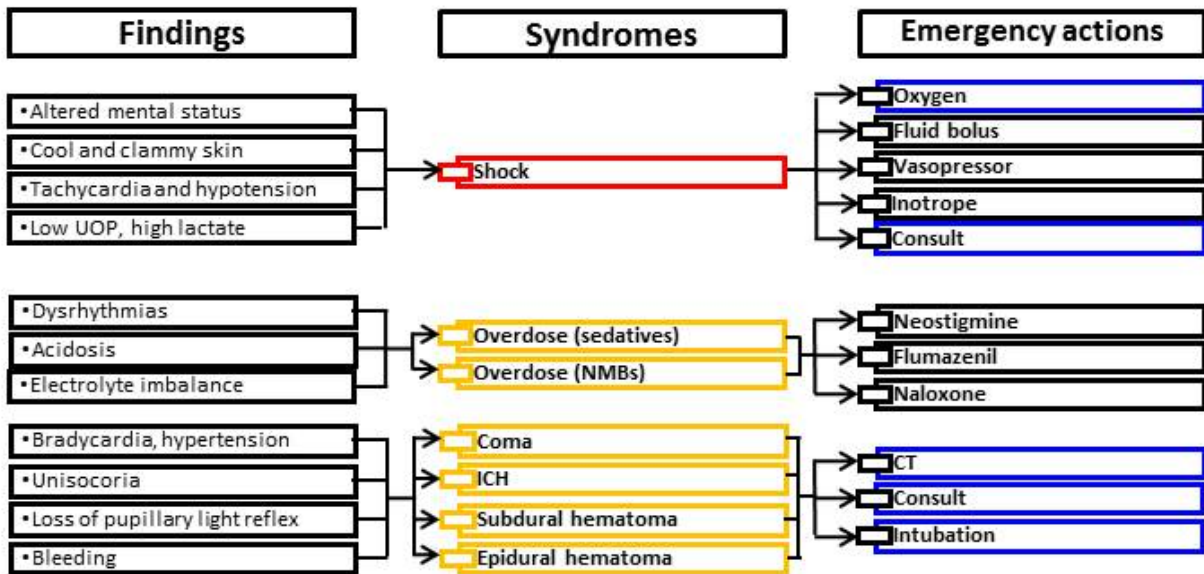 Findings
Syndromes
Emergency actions
•Altered mental status
•Cool and clammy skin
•Tachycardia and hypotension
•Low UOP, high lactate
Shock
Oxygen
Fluid bolus
Vasopressor
Inotrope
Consult
•Dysrhythmias
•Acidosis
•Electrolyte imbalance
Overdose (sedatives)
Overdose (NMBs)
Neostigmine
Flumazenil
Naloxone
•Bradycardia, hypertension
•Unisocoria
•Loss of pupillary light reflex
•Bleeding
Coma
ICH
Subdural hematoma
Epidural hematoma
CT
Consult
Intubation